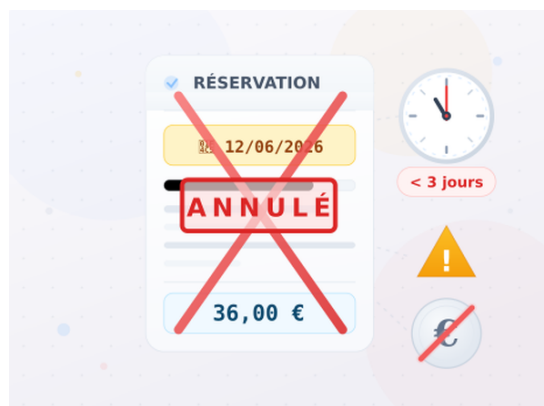 RÉSERVATION
12/06/2026
ANNULÉ
36,00 €
< 3 jours
!
€